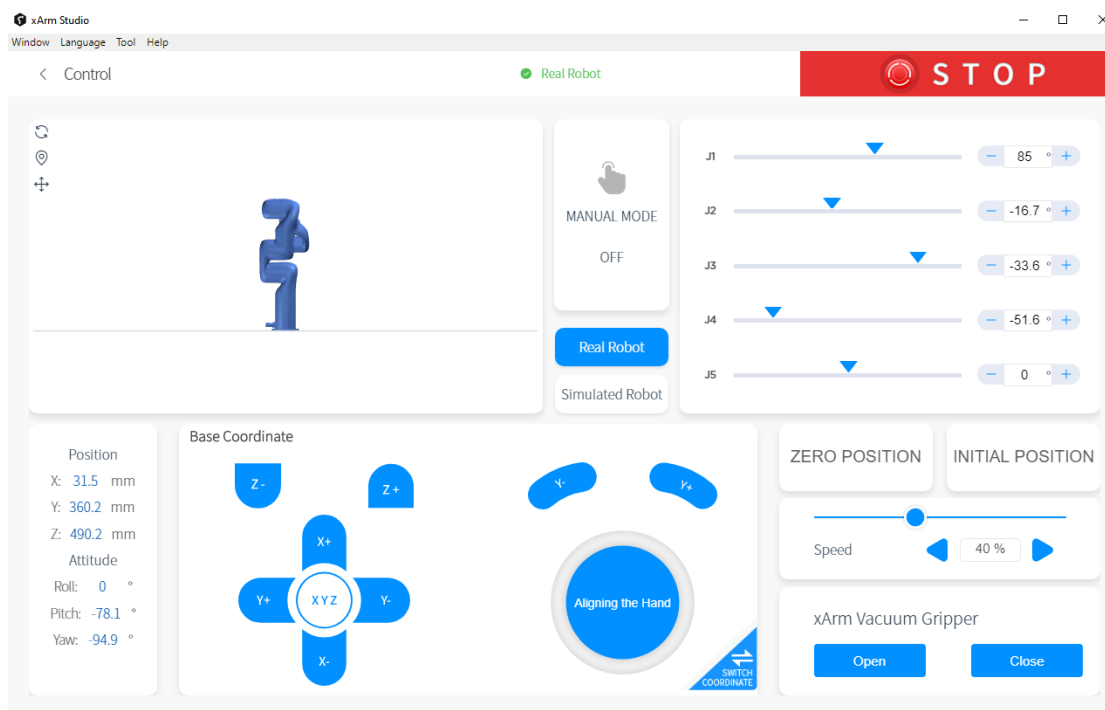 xArm Studio
Window Language Tool Help
Control
Real Robot
STOP
MANUAL MODE
OFF
Real Robot
Simulated Robot
J1 − 85 ° +
J2 − -16.7 ° +
J3 − -33.6 ° +
J4 − -51.6 ° +
J5 − 0 ° +
Position
X: 31.5 mm
Y: 360.2 mm
Z: 490.2 mm
Attitude
Roll: 0 °
Pitch: -78.1 °
Yaw: -94.9 °
Base Coordinate
Z -
Z +
X+
Y+
X Y Z
Y-
X-
Y-
Y+
Aligning the Hand
SWITCH
COORDINATE
ZERO POSITION
INITIAL POSITION
Speed
40 %
xArm Vacuum Gripper
Open
Close